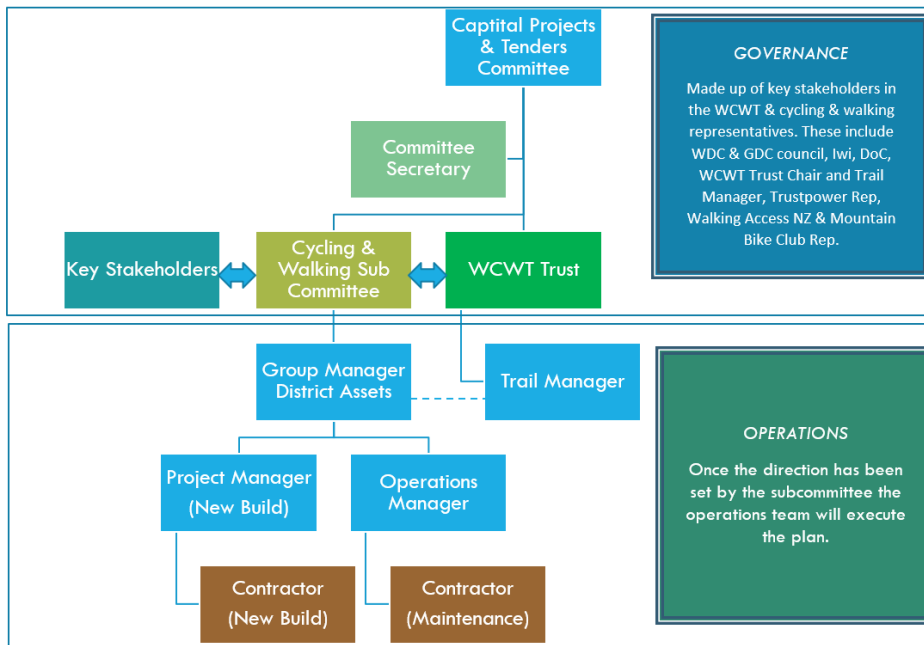 Captital Projects
& Tenders
Committee
Committee
Secretary
Key Stakeholders
Cycling &
Walking Sub
Committee
WCWT Trust
GOVERNANCE
Made up of key stakeholders in
the WCWT & cycling & walking
representatives. These include
WDC & GDC council, Iwi, DoC,
WCWT Trust Chair and Trail
Manager, Trustpower Rep,
Walking Access NZ & Mountain
Bike Club Rep.
Group Manager
District Assets
Trail Manager
Project Manager
(New Build)
Operations
Manager
Contractor
(New Build)
Contractor
(Maintenance)
OPERATIONS
Once the direction has been
set by the subcommittee the
operations team will execute
the plan.